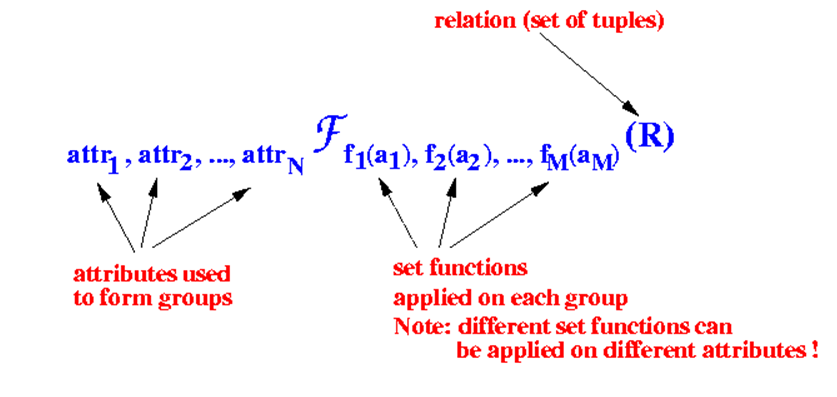 relation (set of tuples)
attr1, attr2, ..., attrN ℱ f1(a1), f2(a2), ..., fM(aM) (R)
attributes used
to form groups
set functions
applied on each group
Note: different set functions can
be applied on different attributes !